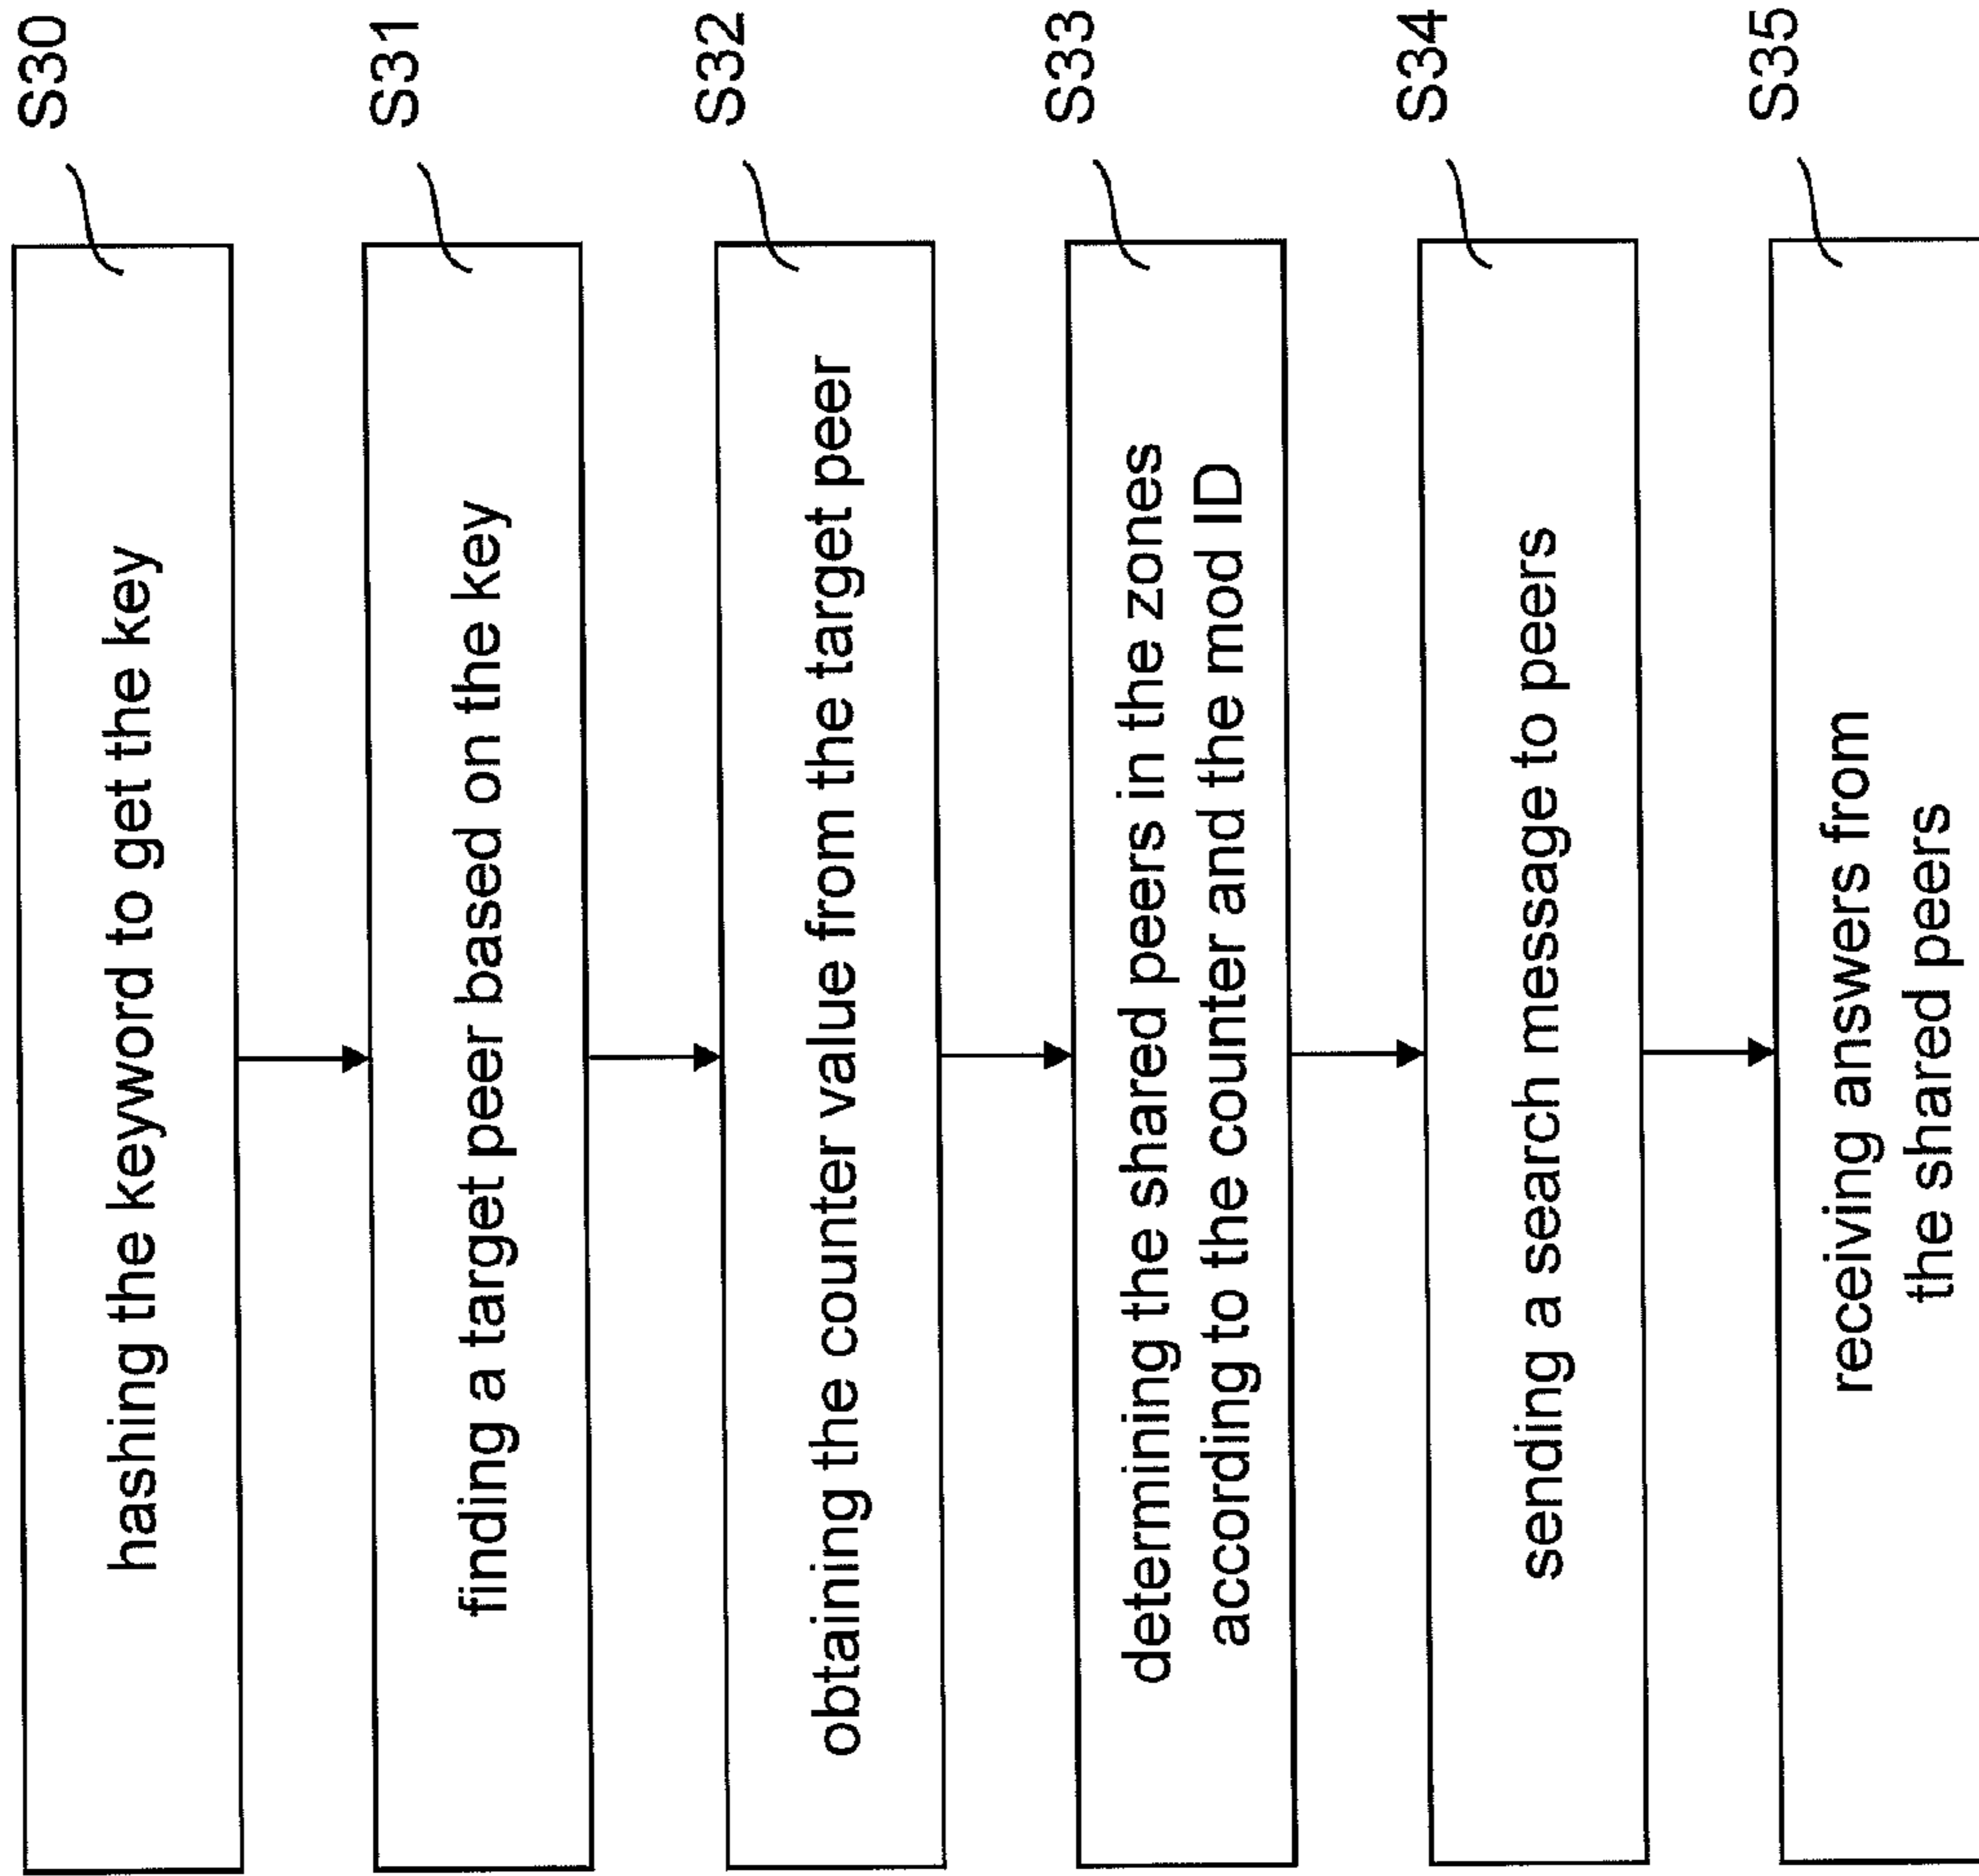 S30
hashing the keyword to get the key
S31
finding a target peer based on the key
S32
obtaining the counter value from the target peer
S33
determining the shared peers in the zones
according to the counter and the mod ID
S34
sending a search message to peers
S35
receiving answers from
the shared peers